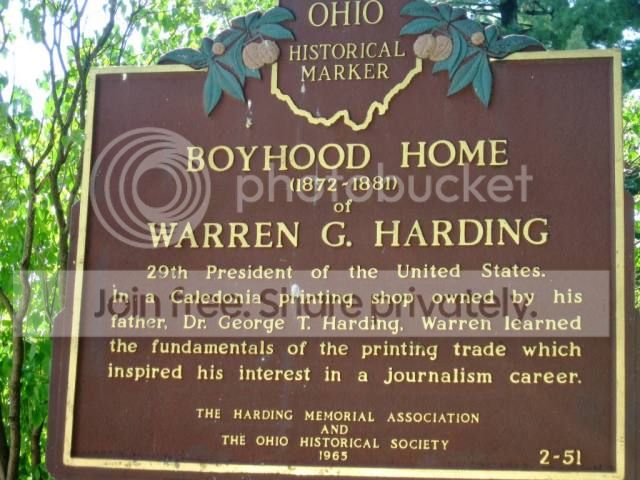 OHIO
HISTORICAL
MARKER
BOYHOOD HOME
(1872-1881)
of
WARREN G. HARDING
29th President of the United States.
In a Caledonia printing shop owned by his
father, Dr. George T. Harding, Warren learned
the fundamentals of the printing trade which
inspired his interest in a journalism career.
THE HARDING MEMORIAL ASSOCIATION
AND
THE OHIO HISTORICAL SOCIETY
1965
2-51
photobucket
Join free. Share privately.